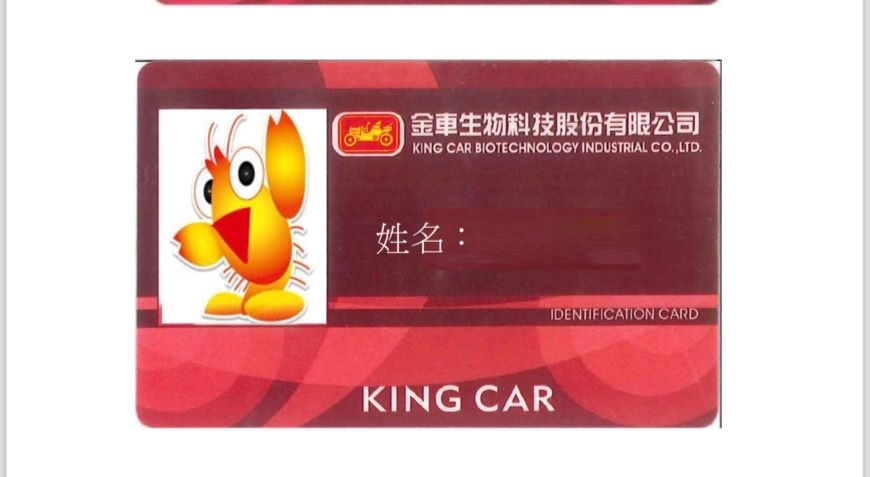 金車生物科技股份有限公司
KING CAR BIOTECHNOLOGY INDUSTRIAL CO.,LTD.
姓名：
IDENTIFICATION CARD
KING CAR